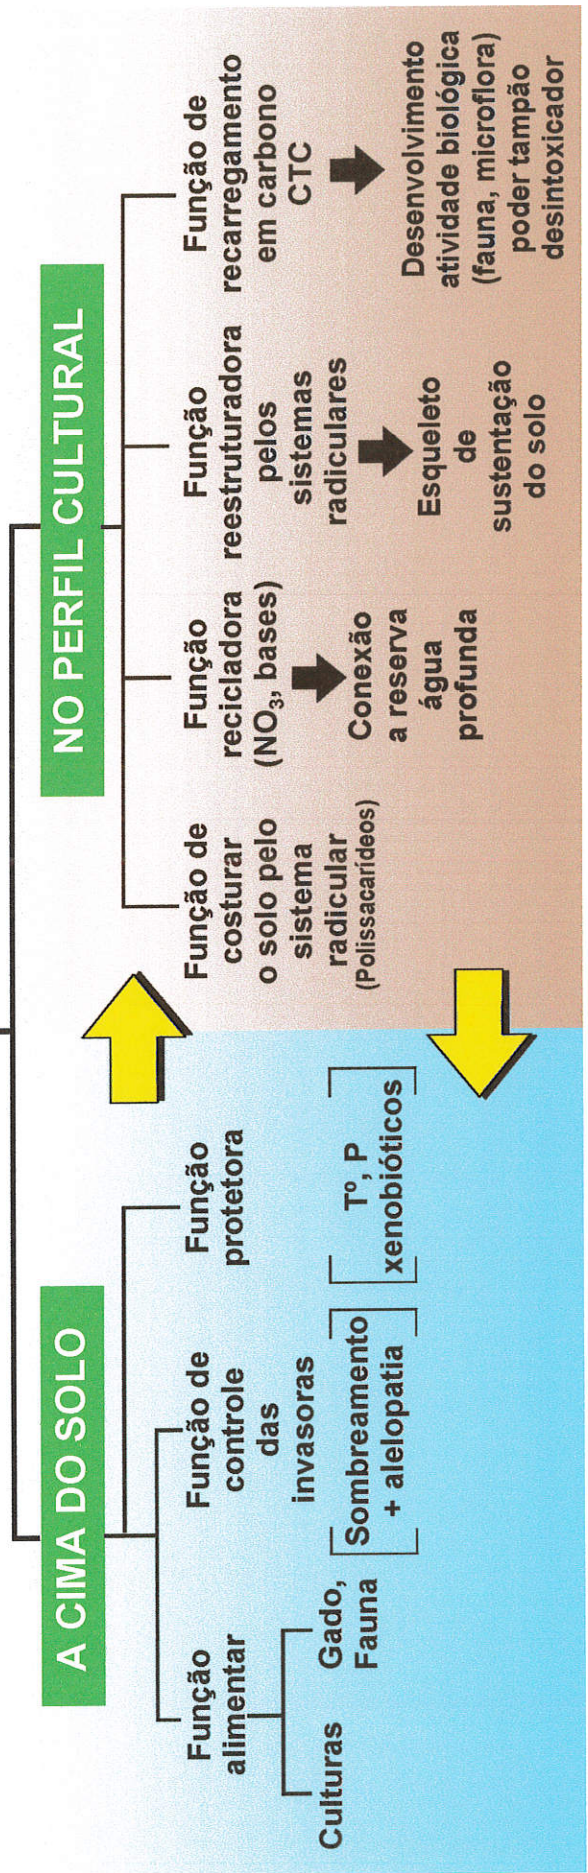 A CIMA DO SOLO
Função
alimentar
Culturas
Gado,
Fauna
Função de
controle
das
invasoras
Sombreamento
+ alelopatia
Função
protetora
Tº, P
xenobióticos
NO PERFIL CULTURAL
Função de
costurar
o solo pelo
sistema
radicular
(Polissacarídeos)
Função
recicladora
(NO₃, bases)
Conexão
a reserva
água
profunda
Função
reestruturadora
pelos
sistemas
radiculares
Esqueleto
de
sustentação
do solo
Função de
recarregamento
em carbono
CTC
Desenvolvimento
atividade biológica
(fauna, microflora)
poder tampão
desintoxicador